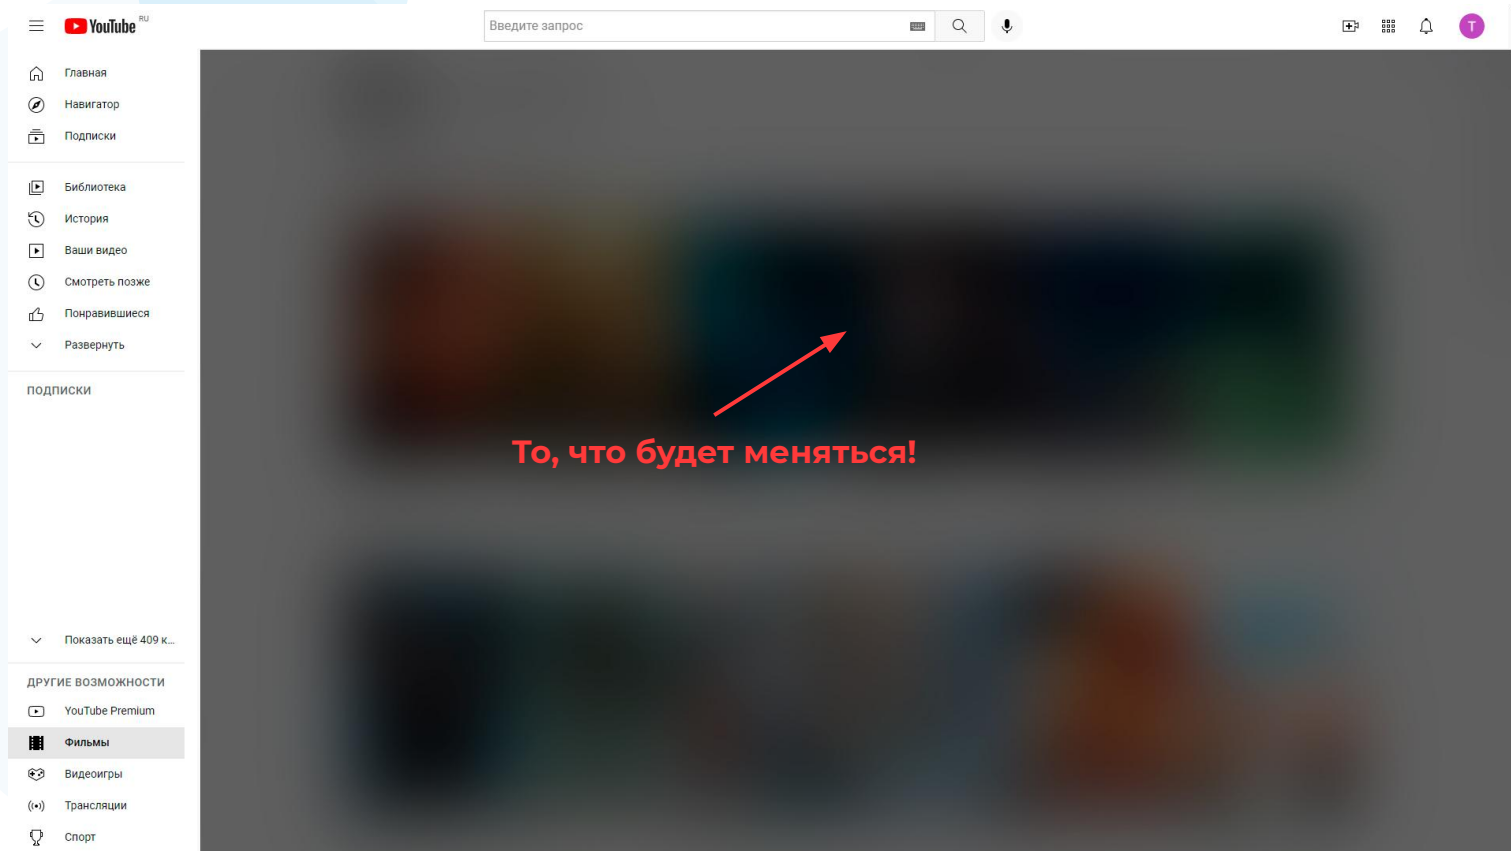 YouTube RU
Введите запрос
T
Главная
Навигатор
Подписки
Библиотека
История
Ваши видео
Смотреть позже
Понравившиеся
Развернуть
ПОДПИСКИ
То, что будет меняться!
Показать ещё 409 к...
ДРУГИЕ ВОЗМОЖНОСТИ
YouTube Premium
Фильмы
Видеоигры
Трансляции
Спорт